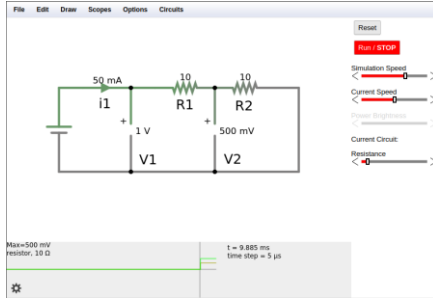 File Edit Draw Scopes Options Circuits
Reset
Run / STOP
Simulation Speed
Current Speed
Power Brightness
Current Circuit:
Resistance
50 mA
i1
10
R1
10
R2
+
1 V
V1
+
500 mV
V2
Max=500 mV
resistor, 10 Ω
t = 9.885 ms
time step = 5 μs